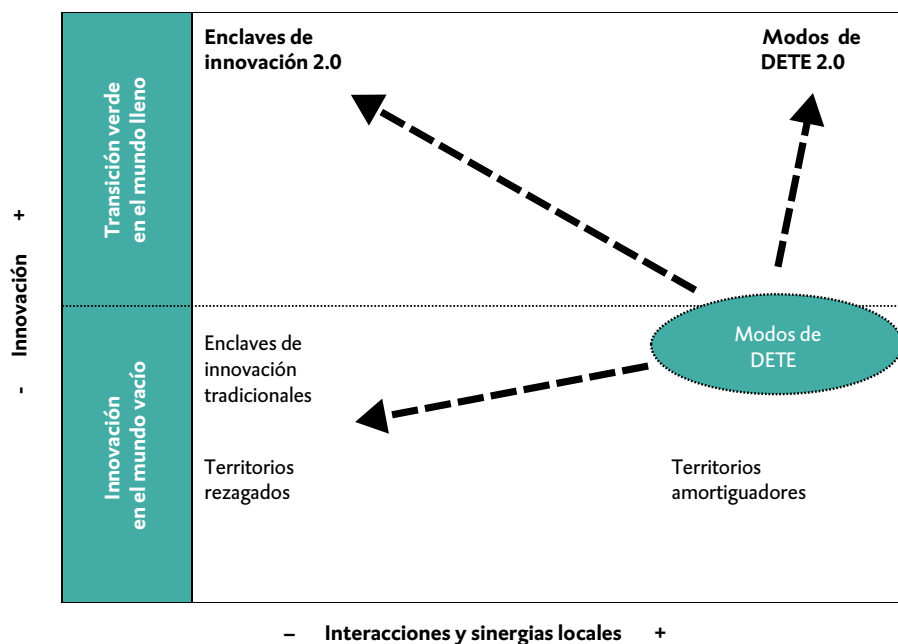 Enclaves de
innovación 2.0
Modos de
DETE 2.0
Transición verde
en el mundo lleno
- Innovación +
Modos de
DETE
Enclaves de
innovación
tradicionales
Innovación
en el mundo vacío
Territorios
rezagados
Territorios
amortiguadores
– Interacciones y sinergias locales +